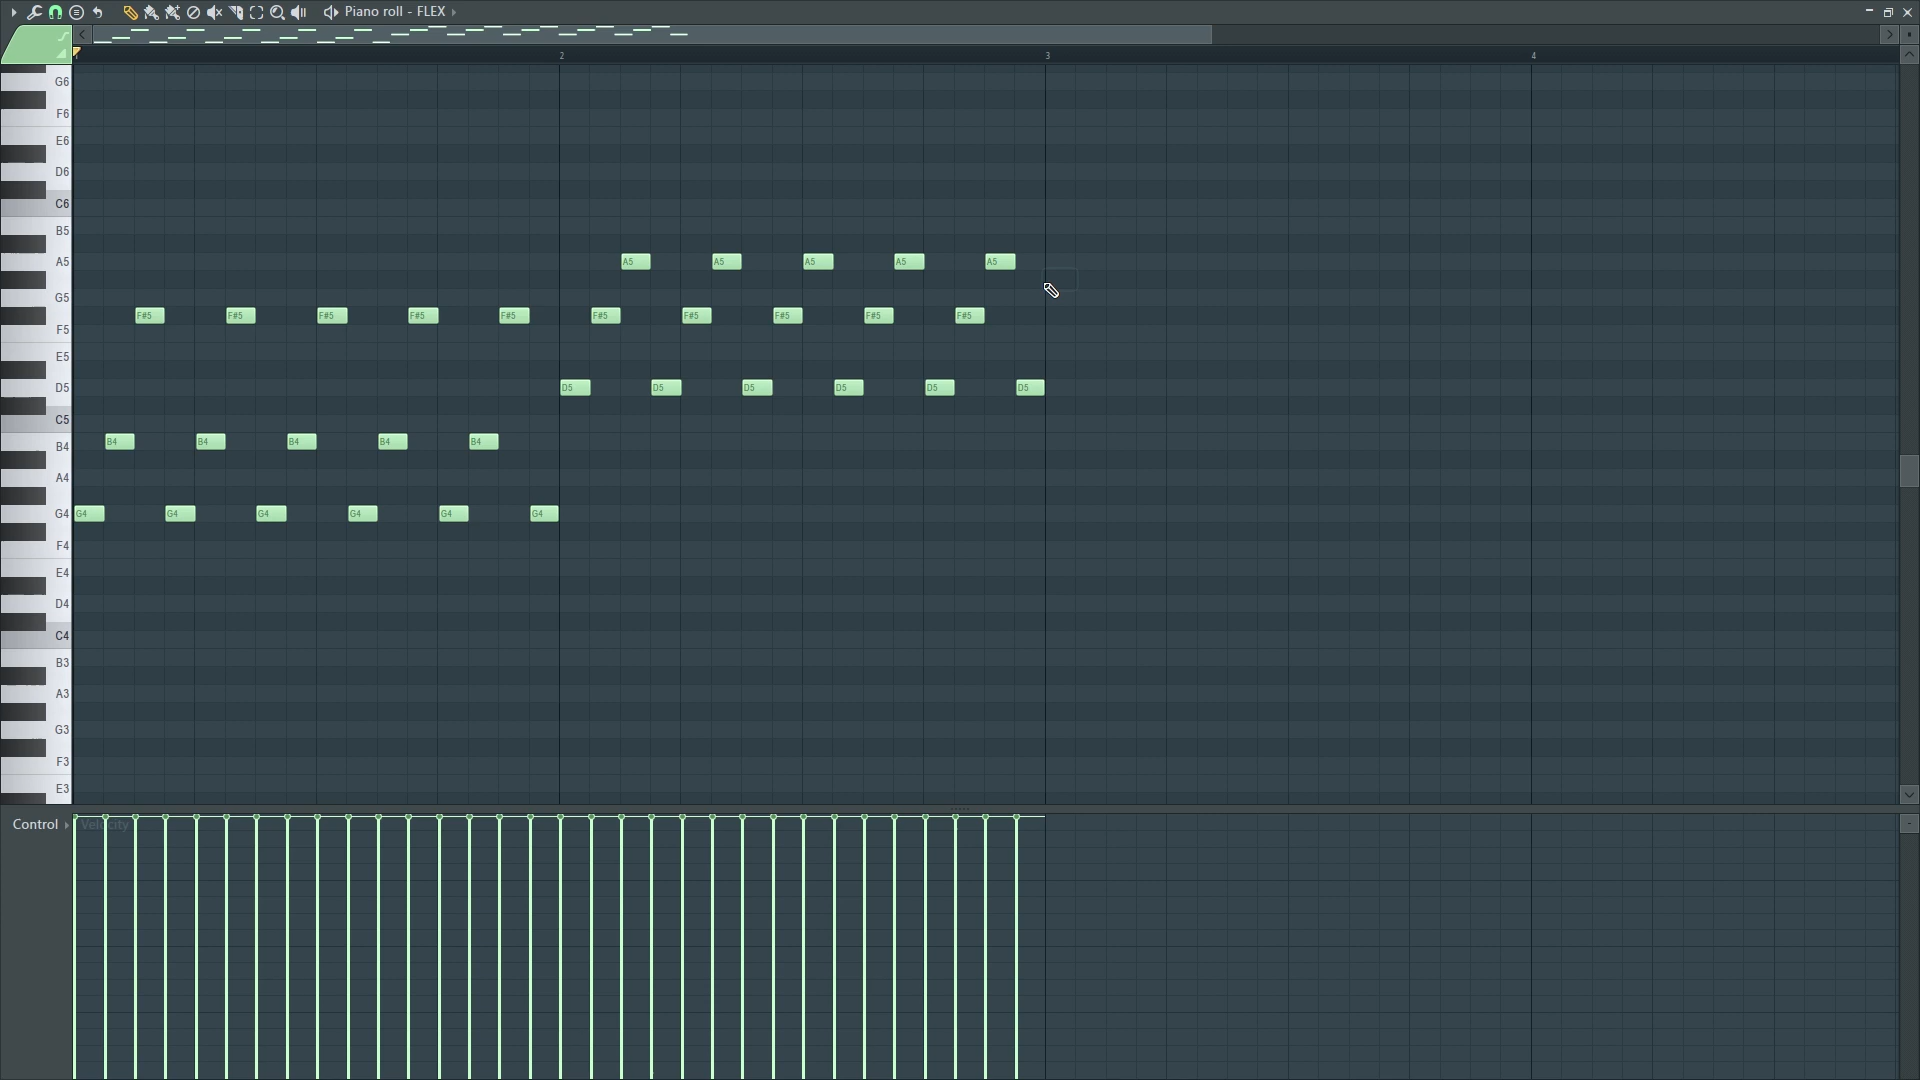 Piano roll - FLEX
2 3 4
G6
F6
E6
D6
C6
B5
A5 A5 A5 A5 A5 A5
G5
F#5 F#5 F#5 F#5 F#5 F#5 F#5 F#5 F#5 F#5
F5
E5
D5 D5 D5 D5 D5 D5 D5
C5
B4 B4 B4 B4 B4 B4
A4
G4 G4 G4 G4 G4 G4 G4
F4
E4
D4
C4
B3
A3
G3
F3
E3
Control Velocity